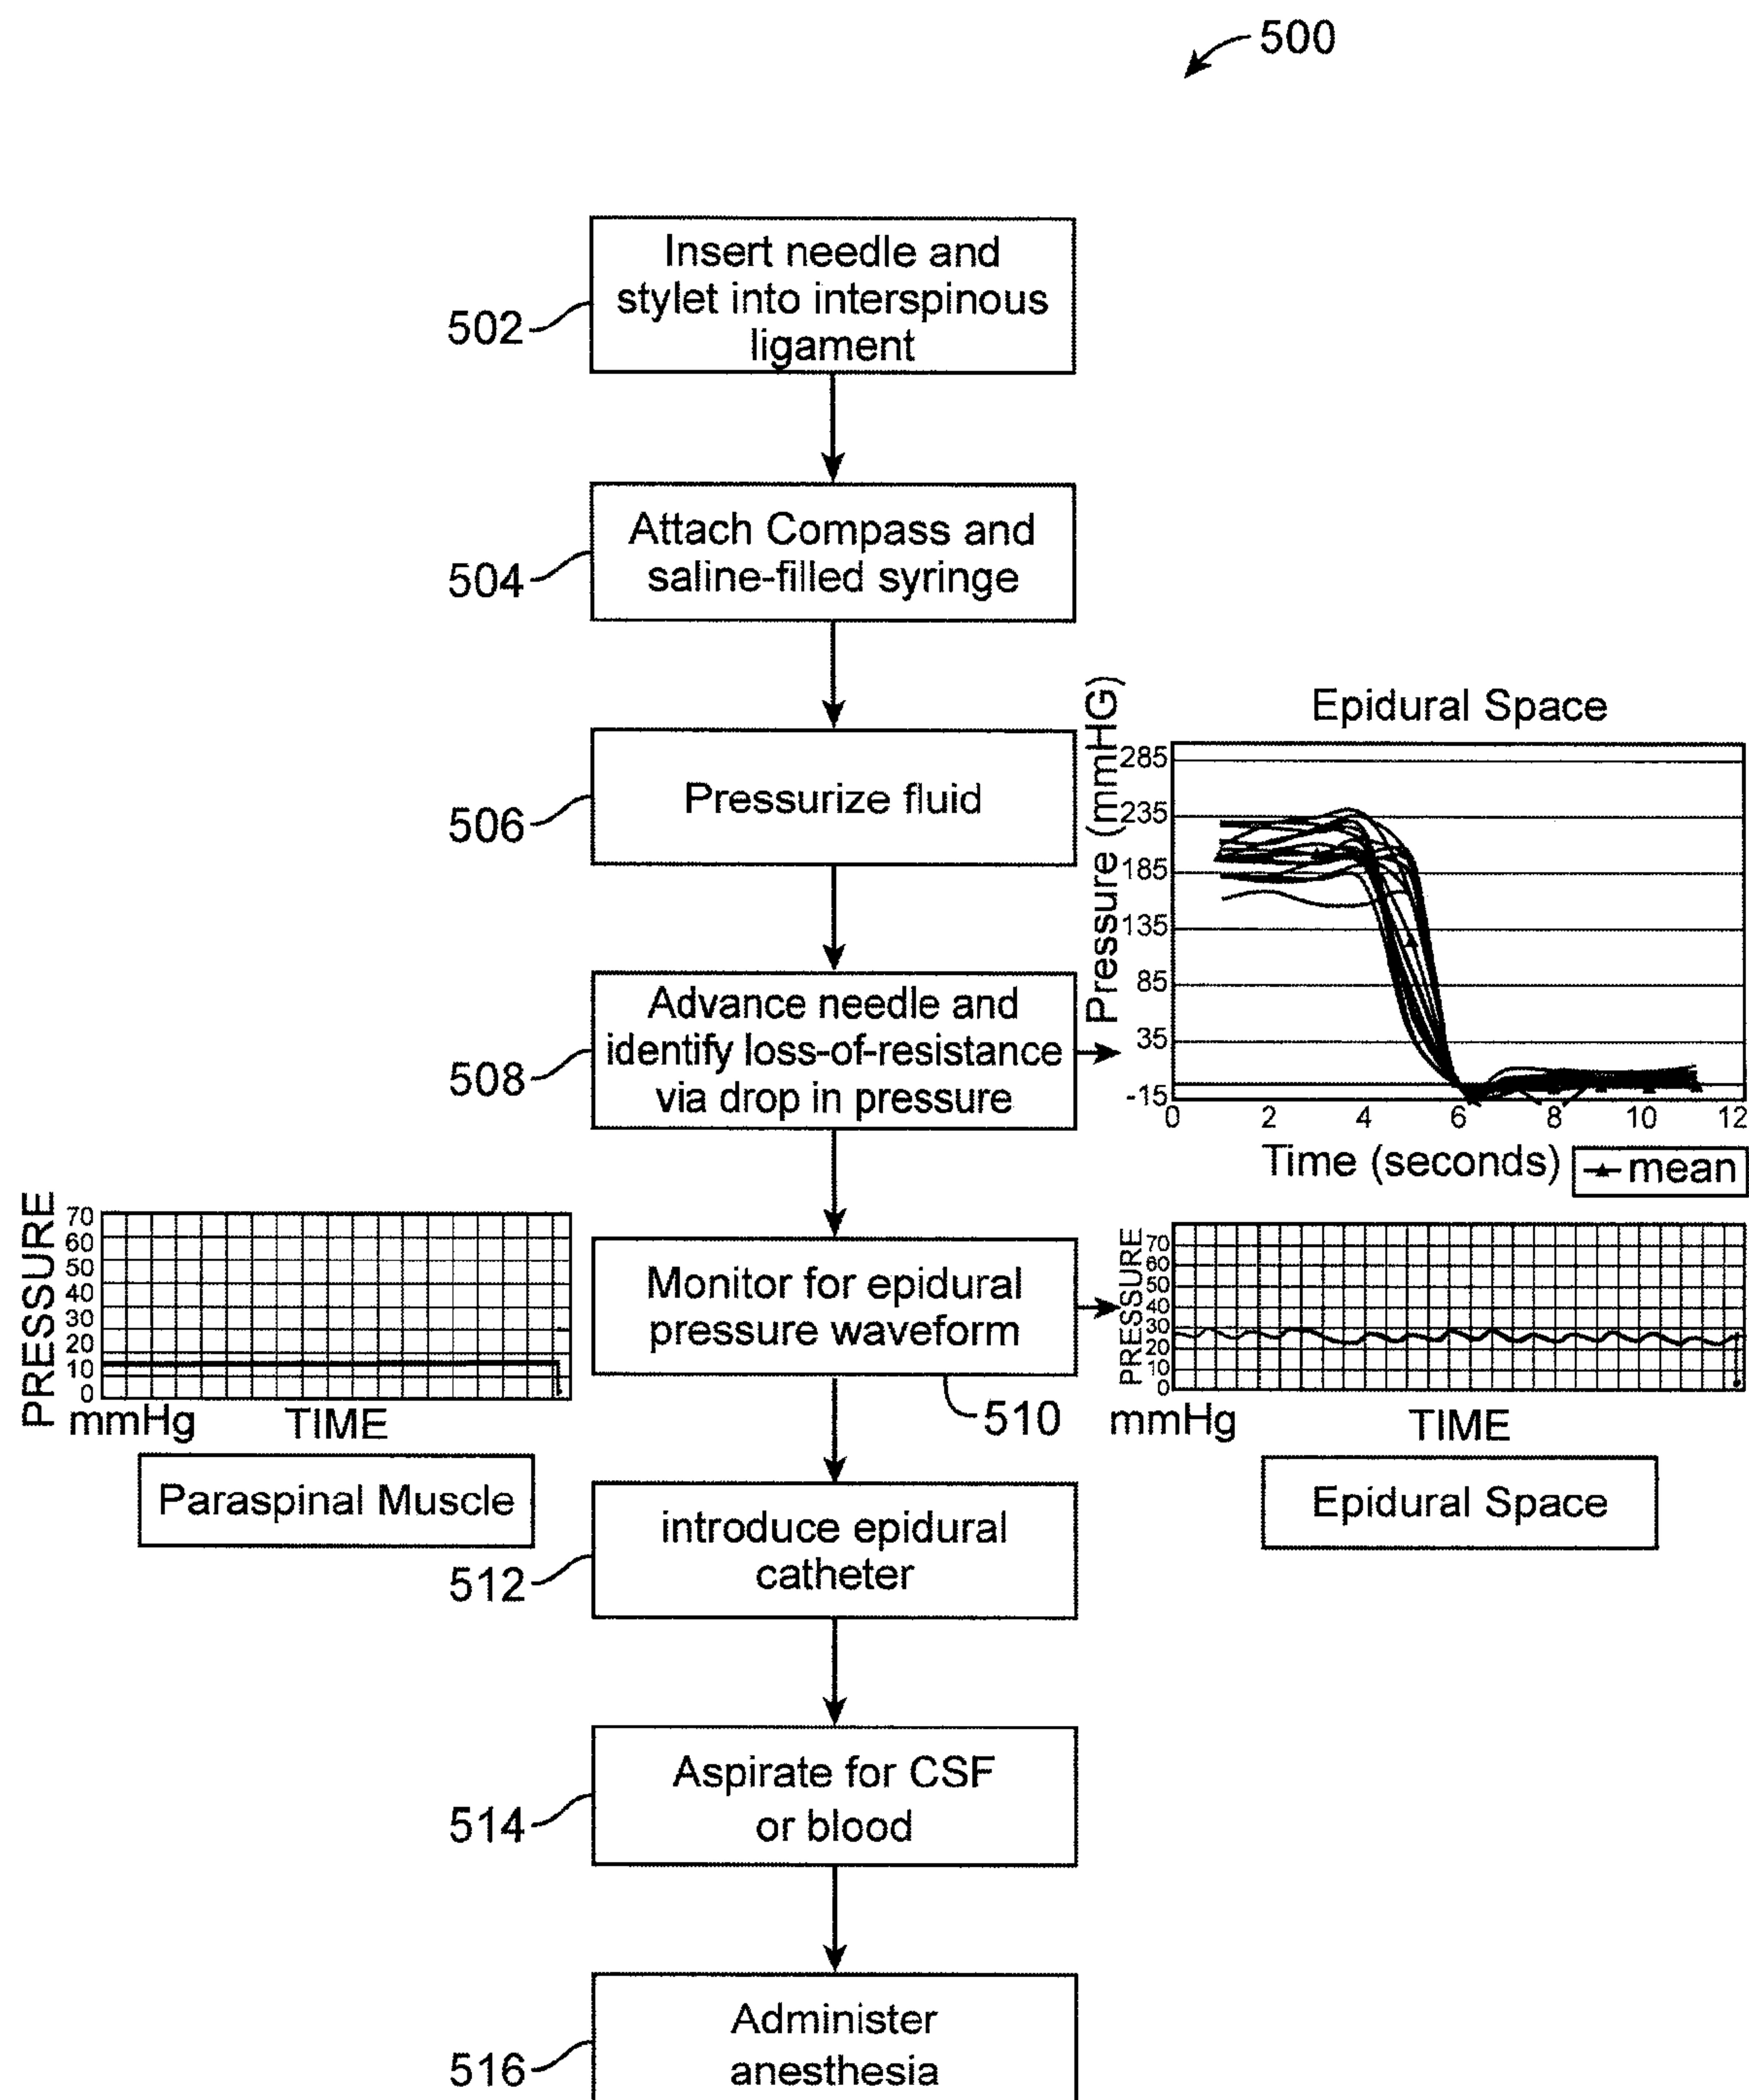 500
Insert needle and
stylet into interspinous
ligament
502
Attach Compass and
saline-filled syringe
504
Pressurize fluid
506
Advance needle and
identify loss-of-resistance
via drop in pressure
508
Epidural Space
Pressure (mmHG)
285
235
185
135
85
35
-15
0 2 4 6 8 10 12
Time (seconds)
mean
PRESSURE
70
60
50
40
30
20
10
0
mmHg TIME
Paraspinal Muscle
Monitor for epidural
pressure waveform
510
PRESSURE
70
60
50
40
30
20
10
0
mmHg TIME
Epidural Space
introduce epidural
catheter
512
Aspirate for CSF
or blood
514
Administer
anesthesia
516